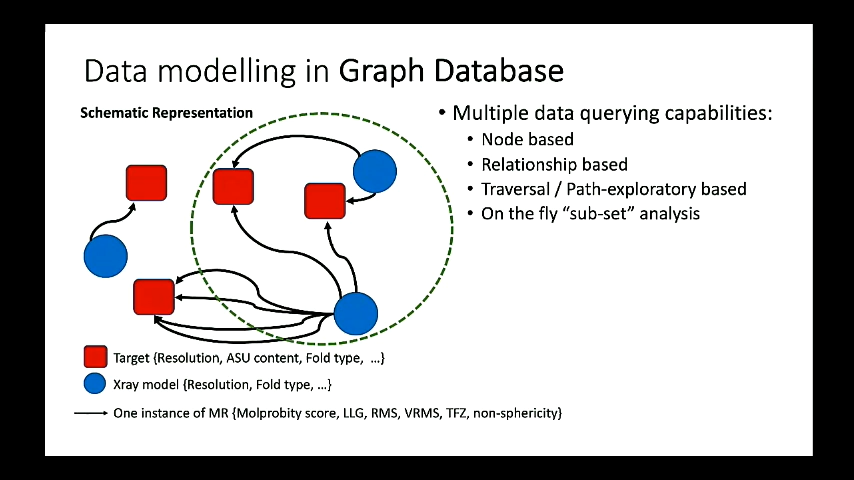 Data modelling in Graph Database
Schematic Representation
• Multiple data querying capabilities:
• Node based
• Relationship based
• Traversal / Path-exploratory based
• On the fly “sub-set” analysis
Target {Resolution, ASU content, Fold type, ...}
Xray model {Resolution, Fold type, ...}
One instance of MR {Molprobity score, LLG, RMS, VRMS, TFZ, non-sphericity}